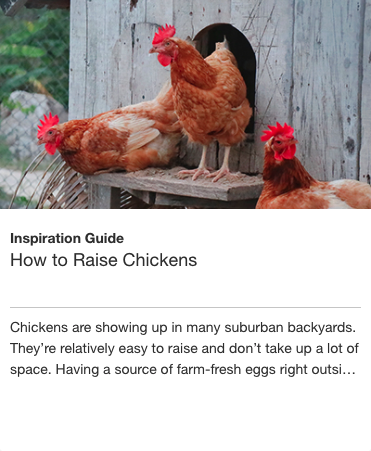 Inspiration Guide
How to Raise Chickens
Chickens are showing up in many suburban backyards.
They’re relatively easy to raise and don’t take up a lot of
space. Having a source of farm-fresh eggs right outsi…